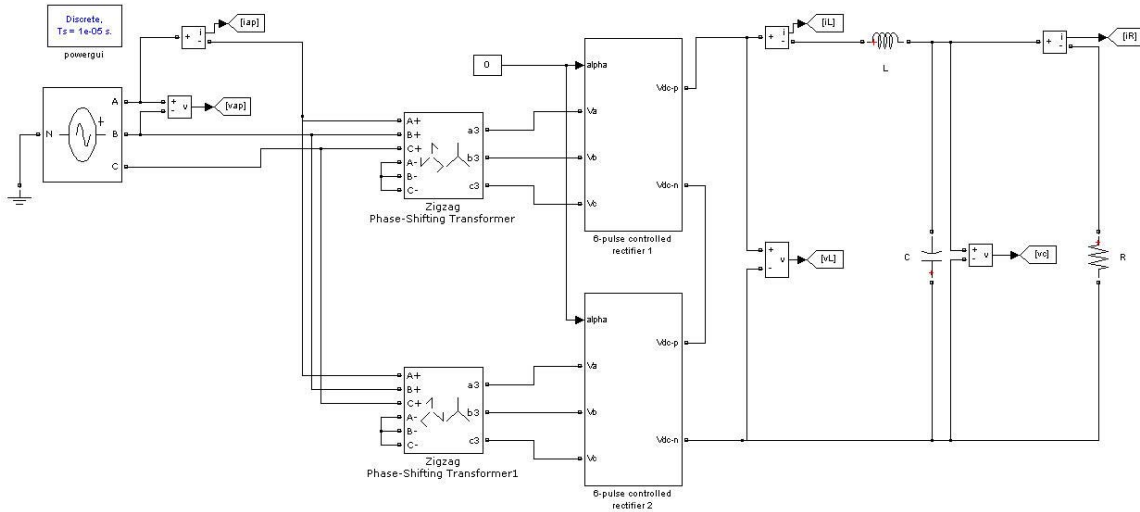 Discrete,
Ts = 1e-05 s.
powergui
[iap]
+ i
-
[vap]
+ v
-
N
A
B
C
0
A+
B+
C+
A-
B-
C-
a3
b3
c3
Zigzag
Phase-Shifting Transformer
alpha
Va
Vb
Vc
Vdc-p
Vdc-n
6-pulse controlled
rectifier 1
[iL]
+ i
-
L
[iR]
+ i
-
[vL]
+ v
-
C
[vc]
+ v
-
R
A+
B+
C+
A-
B-
C-
a3
b3
c3
Zigzag
Phase-Shifting Transformer1
alpha
Va
Vb
Vc
Vdc-p
Vdc-n
6-pulse controlled
rectifier 2